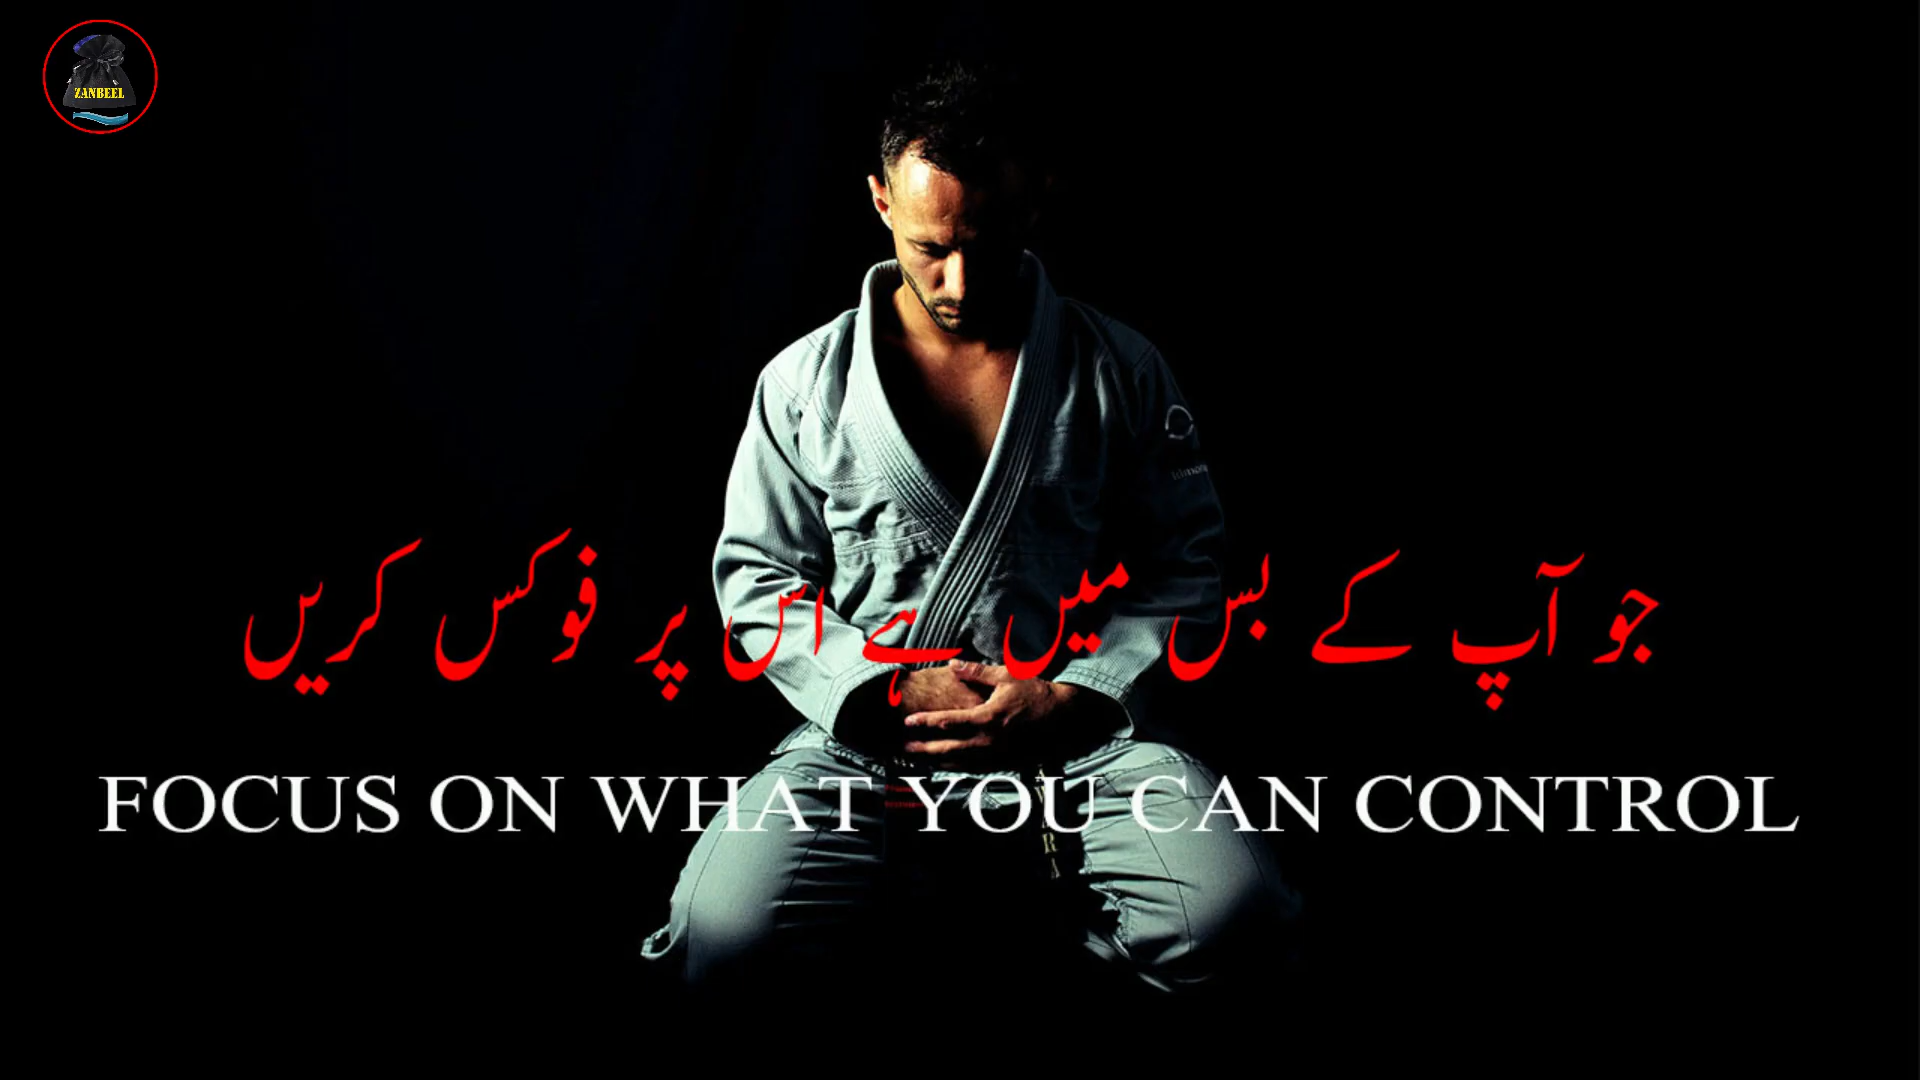 ZANBEEL
جو آپ کے بس میں ہے اس پر فوکس کریں
FOCUS ON WHAT YOU CAN CONTROL